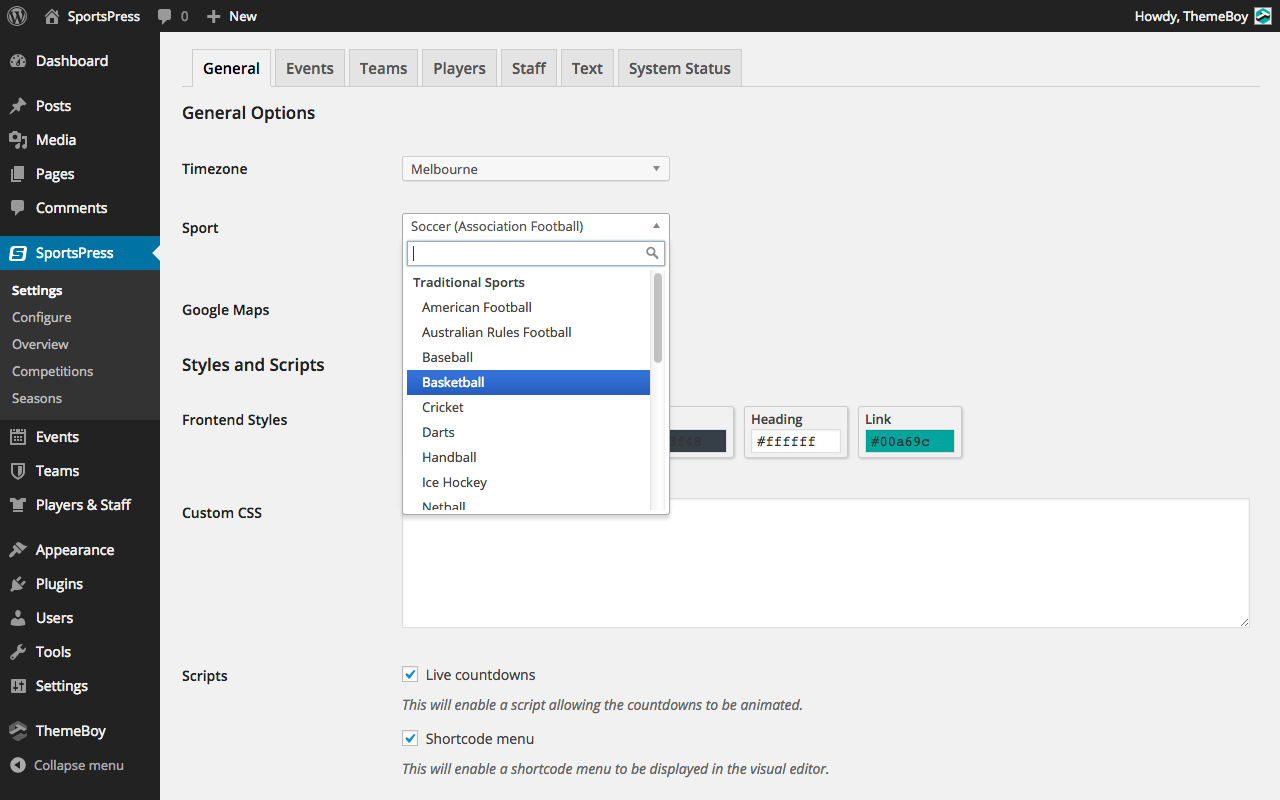 SportsPress 0 New Howdy, ThemeBoy
Dashboard
Posts
Media
Pages
Comments
SportsPress
Settings
Configure
Overview
Competitions
Seasons
Events
Teams
Players & Staff
Appearance
Plugins
Users
Tools
Settings
ThemeBoy
Collapse menu
General Events Teams Players Staff Text System Status
General Options
Timezone Melbourne
Sport Soccer (Association Football)
Traditional Sports
American Football
Australian Rules Football
Baseball
Basketball
Cricket
Darts
Handball
Ice Hockey
Netball
Google Maps
Styles and Scripts
Frontend Styles
Heading
#ffffff
Link
#00a69c
Custom CSS
Scripts Live countdowns
This will enable a script allowing the countdowns to be animated.
Shortcode menu
This will enable a shortcode menu to be displayed in the visual editor.